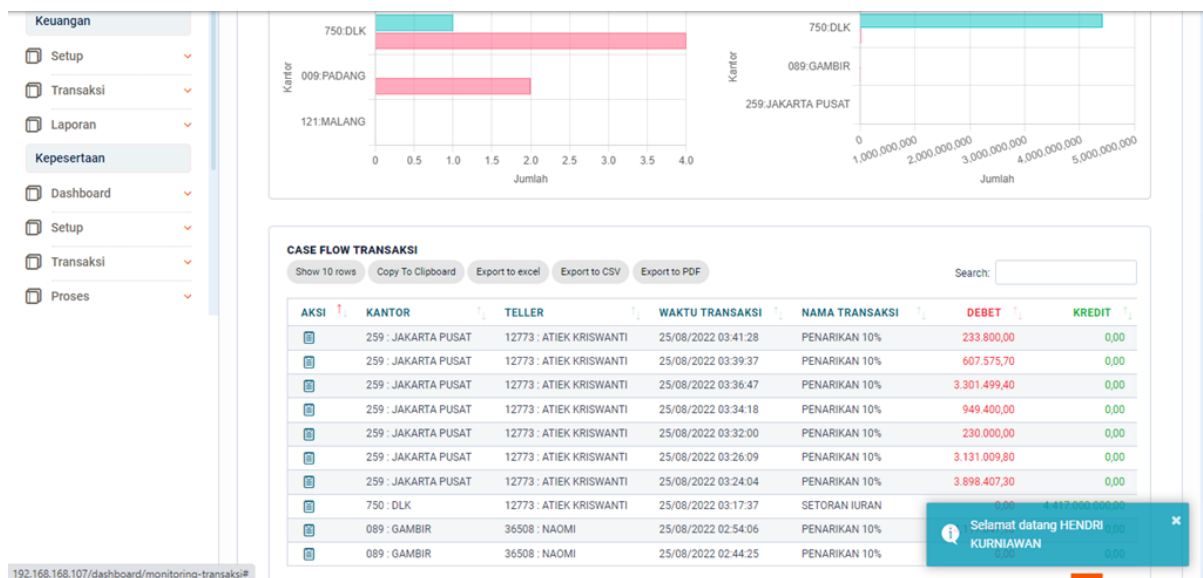 Keuangan
Setup
Transaksi
Laporan
Kepesertaan
Dashboard
Setup
Transaksi
Proses
Kantor
750:DLK
009:PADANG
121:MALANG
0 0.5 1.0 1.5 2.0 2.5 3.0 3.5 4.0
Jumlah
Kantor
750:DLK
089:GAMBIR
259:JAKARTA PUSAT
0 1.000.000.000 2.000.000.000 3.000.000.000 4.000.000.000 5.000.000.000
Jumlah
CASE FLOW TRANSAKSI
Show 10 rows Copy To Clipboard Export to excel Export to CSV Export to PDF Search:
AKSI KANTOR TELLER WAKTU TRANSAKSI NAMA TRANSAKSI DEBET KREDIT
259 : JAKARTA PUSAT 12773 : ATIEK KRISWANTI 25/08/2022 03:41:28 PENARIKAN 10% 233.800,00 0,00
259 : JAKARTA PUSAT 12773 : ATIEK KRISWANTI 25/08/2022 03:39:37 PENARIKAN 10% 607.575,70 0,00
259 : JAKARTA PUSAT 12773 : ATIEK KRISWANTI 25/08/2022 03:36:47 PENARIKAN 10% 3.301.499,40 0,00
259 : JAKARTA PUSAT 12773 : ATIEK KRISWANTI 25/08/2022 03:34:18 PENARIKAN 10% 949.400,00 0,00
259 : JAKARTA PUSAT 12773 : ATIEK KRISWANTI 25/08/2022 03:32:00 PENARIKAN 10% 230.000,00 0,00
259 : JAKARTA PUSAT 12773 : ATIEK KRISWANTI 25/08/2022 03:26:09 PENARIKAN 10% 3.131.009,80 0,00
259 : JAKARTA PUSAT 12773 : ATIEK KRISWANTI 25/08/2022 03:24:04 PENARIKAN 10% 3.898.407,30 0,00
750 : DLK 12773 : ATIEK KRISWANTI 25/08/2022 03:17:37 SETORAN IURAN 0,00 4.417.000.000,00
089 : GAMBIR 36508 : NAOMI 25/08/2022 02:54:06 PENARIKAN 10%
089 : GAMBIR 36508 : NAOMI 25/08/2022 02:44:25 PENARIKAN 10%
Selamat datang HENDRI
KURNIAWAN
192.168.168.107/dashboard/monitoring-transaksi#